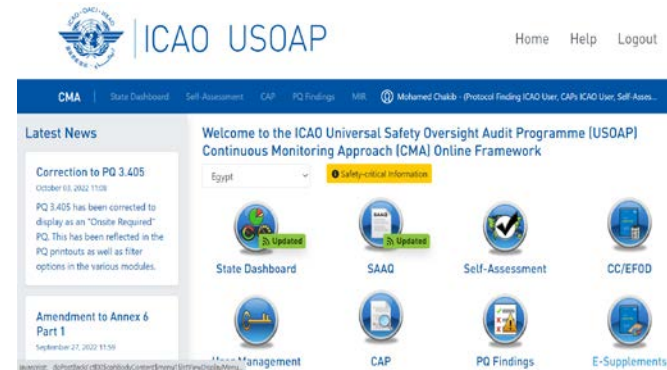 ICAO USOAP
Home Help Logout
CMA State Dashboard Self-Assessment CAP PQ Findings MIR Mohamed Chakib - (Protocol Finding ICAO User, CAPs ICAO User, Self-Asses...
Latest News
Correction to PQ 3.405
October 03, 2022 11:08
PQ 3.405 has been corrected to
display as an "Onsite Required"
PQ. This has been reflected in the
PQ printouts as well as filter
options in the various modules.
Amendment to Annex 6
Part 1
September 27, 2022 11:59
Welcome to the ICAO Universal Safety Oversight Audit Programme (USOAP)
Continuous Monitoring Approach (CMA) Online Framework
Egypt
Safety-critical Information
Updated
Updated
State Dashboard SAAQ Self-Assessment CC/EFOD
User Management CAP PQ Findings E-Supplements